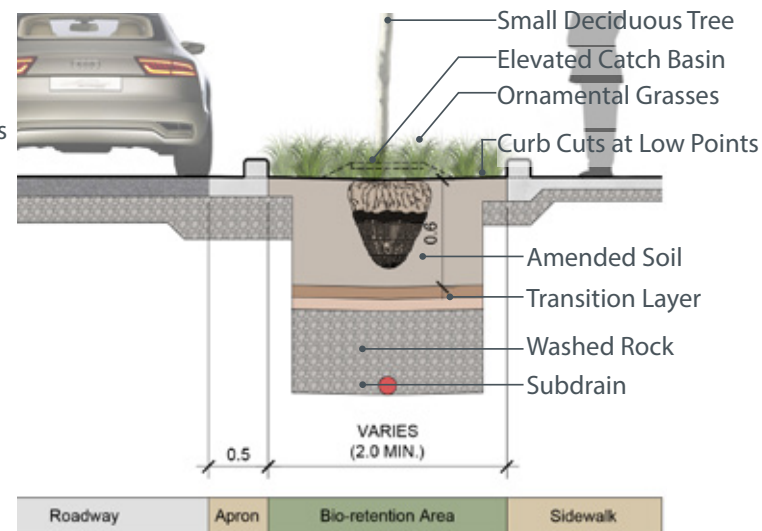 Small Deciduous Tree
Elevated Catch Basin
Ornamental Grasses
s
Curb Cuts at Low Points
0.6
Amended Soil
Transition Layer
Washed Rock
Subdrain
0.5
VARIES
(2.0 MIN.)
Roadway
Apron
Bio-retention Area
Sidewalk